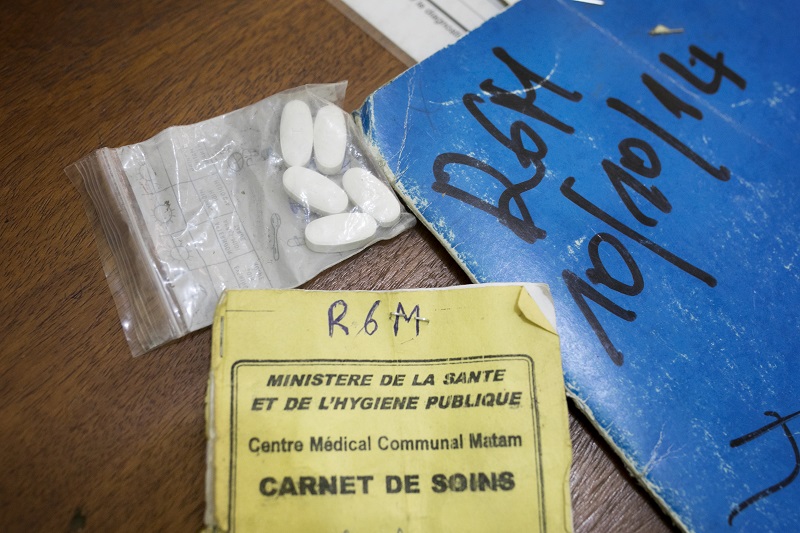 R6M
10/10/14
R6M
MINISTERE DE LA SANTE
ET DE L'HYGIENE PUBLIQUE
Centre Médical Communal Matam
CARNET DE SOINS